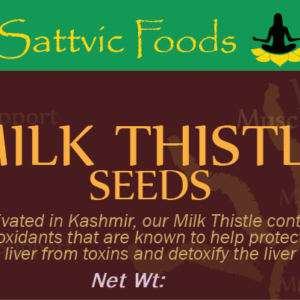 Sattvic Foods
MILK THISTL
SEEDS
ivated in Kashmir, our Milk Thistle cont
oxidants that are known to help protec
liver from toxins and detoxify the liver
Net Wt: